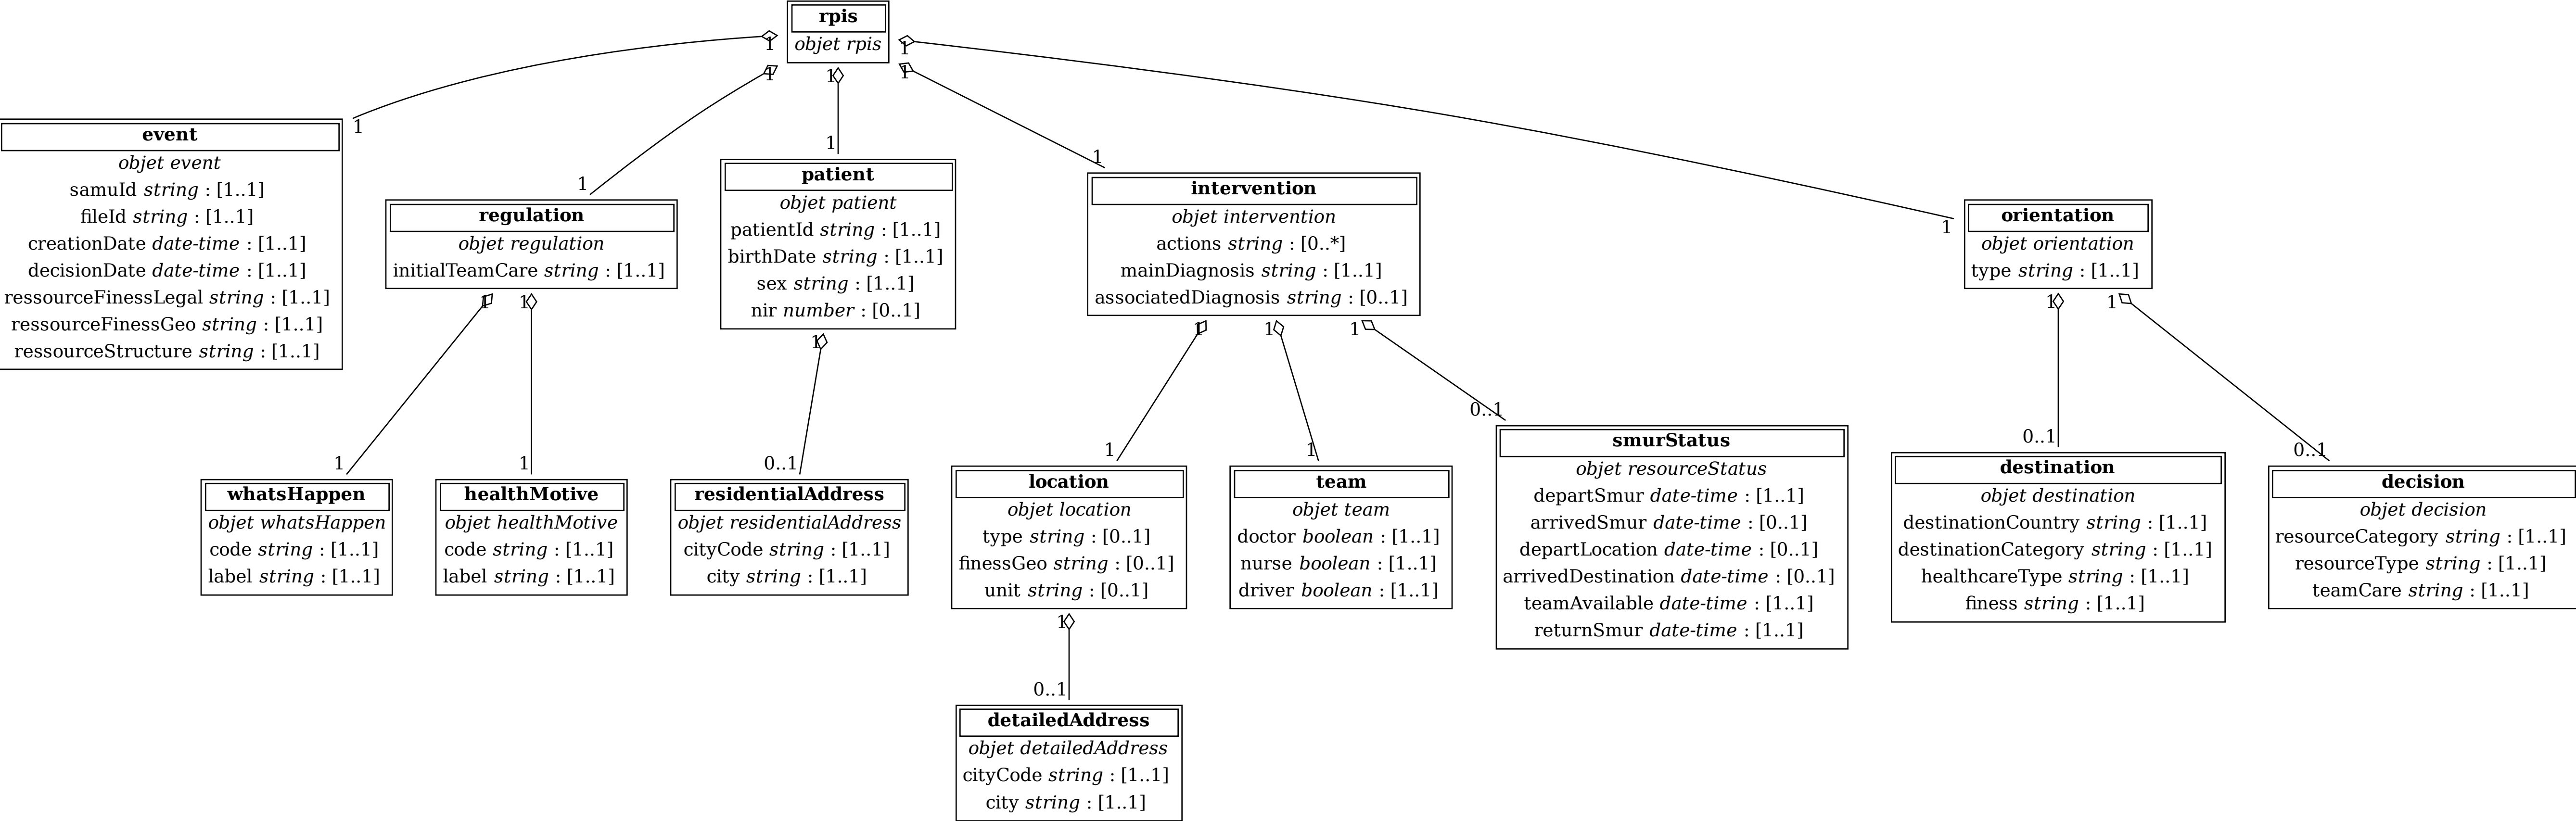 rpis
objet rpis
1
1
1
1
1
1
1
1
1
1
event
objet event
samuId string : [1..1]
fileId string : [1..1]
creationDate date-time : [1..1]
decisionDate date-time : [1..1]
ressourceFinessLegal string : [1..1]
ressourceFinessGeo string : [1..1]
ressourceStructure string : [1..1]
regulation
objet regulation
initialTeamCare string : [1..1]
1
1
patient
objet patient
patientId string : [1..1]
birthDate string : [1..1]
sex string : [1..1]
nir number : [0..1]
1
intervention
objet intervention
actions string : [0..*]
mainDiagnosis string : [1..1]
associatedDiagnosis string : [0..1]
1
1
1
orientation
objet orientation
type string : [1..1]
1
1
1
whatsHappen
objet whatsHappen
code string : [1..1]
label string : [1..1]
1
healthMotive
objet healthMotive
code string : [1..1]
label string : [1..1]
0..1
residentialAddress
objet residentialAddress
cityCode string : [1..1]
city string : [1..1]
1
location
objet location
type string : [0..1]
finessGeo string : [0..1]
unit string : [0..1]
1
1
team
objet team
doctor boolean : [1..1]
nurse boolean : [1..1]
driver boolean : [1..1]
0..1
smurStatus
objet resourceStatus
departSmur date-time : [1..1]
arrivedSmur date-time : [0..1]
departLocation date-time : [0..1]
arrivedDestination date-time : [0..1]
teamAvailable date-time : [1..1]
returnSmur date-time : [1..1]
0..1
destination
objet destination
destinationCountry string : [1..1]
destinationCategory string : [1..1]
healthcareType string : [1..1]
finess string : [1..1]
0..1
decision
objet decision
resourceCategory string : [1..1]
resourceType string : [1..1]
teamCare string : [1..1]
0..1
detailedAddress
objet detailedAddress
cityCode string : [1..1]
city string : [1..1]